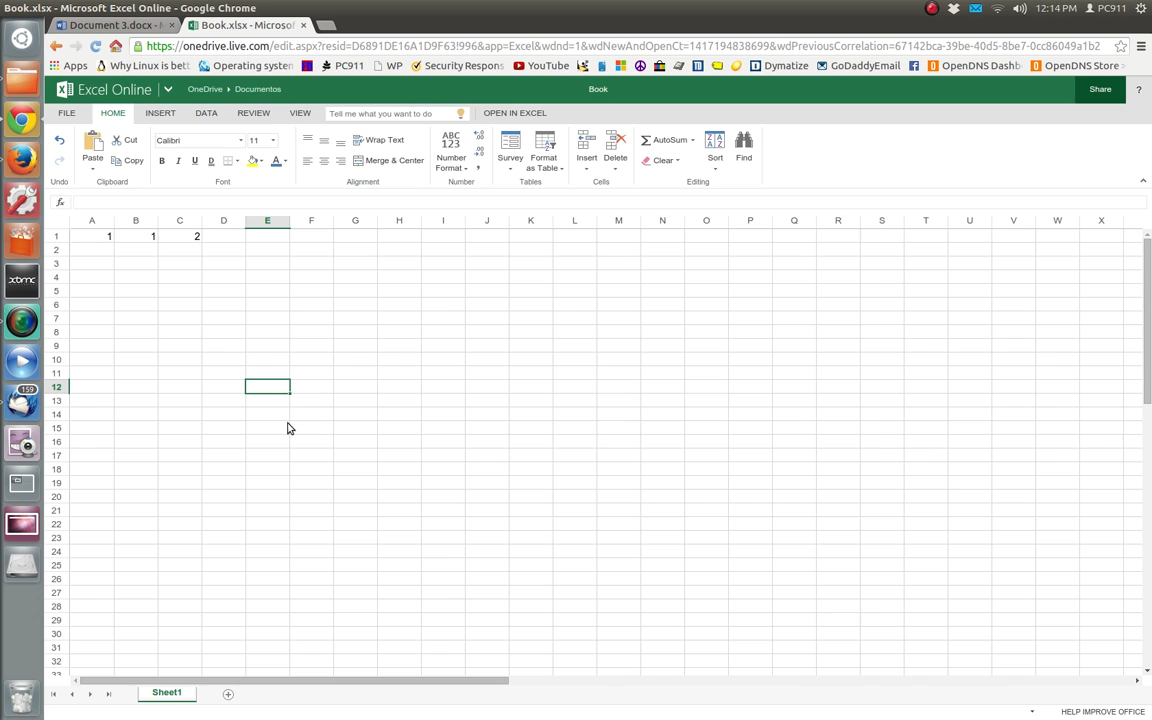 Book.xlsx - Microsoft Excel Online - Google Chrome
12:14 PM PC911
Document 3.docx - M × Book.xlsx - Microsof ×
https://onedrive.live.com/edit.aspx?resid=D6891DE16A1D9F63!996&app=Excel&wdnd=1&wdNewAndOpenCt=1417194838699&wdPreviousCorrelation=67142bca-39be-40d5-8be7-0cc86049a1b2
Apps Why Linux is bett Operating system PC911 WP Security Respons YouTube Dymatize GoDaddyEmail OpenDNS Dashb OpenDNS Store >
Excel Online OneDrive Documentos Book Share ?
FILE HOME INSERT DATA REVIEW VIEW Tell me what you want to do OPEN IN EXCEL
Paste Cut Copy Calibri 11 B I U D A Wrap Text Merge & Center ABC 123 Number Format Survey Format as Table Insert Delete AutoSum Clear Sort Find
Undo Clipboard Font Alignment Number Tables Cells Editing
fx
A B C D E F G H I J K L M N O P Q R S T U V W X
1 1 1 2
2
3
4
5
6
7
8
9
10
11
12
13
14
15
16
17
18
19
20
21
22
23
24
25
26
27
28
29
30
31
32
33
159
xbmc
Sheet1
HELP IMPROVE OFFICE